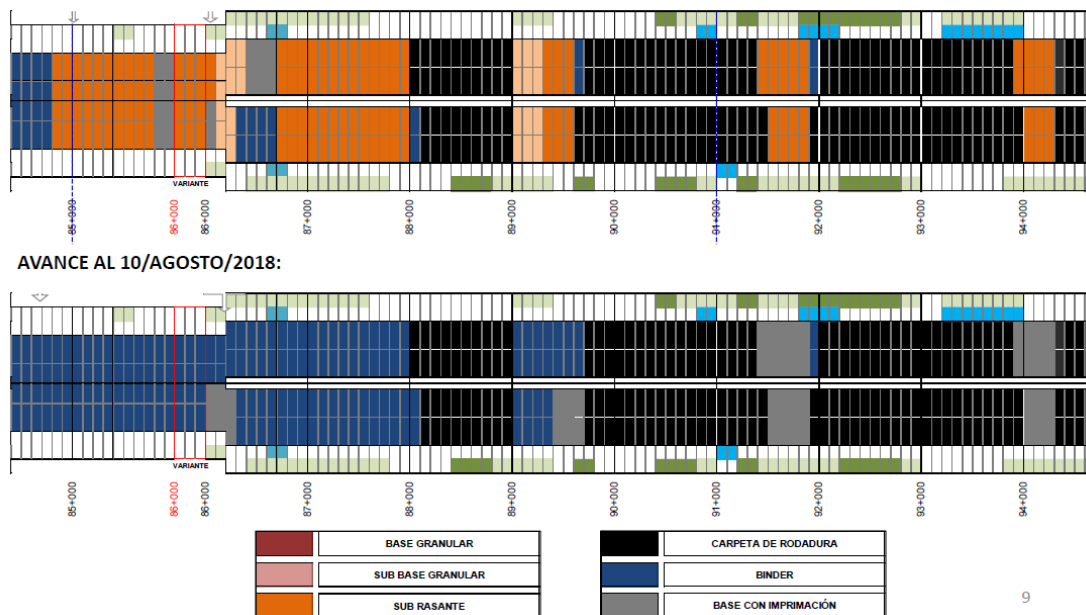 VARIANTE
85+000 86+000 86+000 87+000 88+000 89+000 90+000 91+000 92+000 93+000 94+000
AVANCE AL 10/AGOSTO/2018:
VARIANTE
85+000 86+000 86+000 87+000 88+000 89+000 90+000 91+000 92+000 93+000 94+000
BASE GRANULAR CARPETA DE RODADURA
SUB BASE GRANULAR BINDER
SUB RASANTE BASE CON IMPRIMACIÓN
9